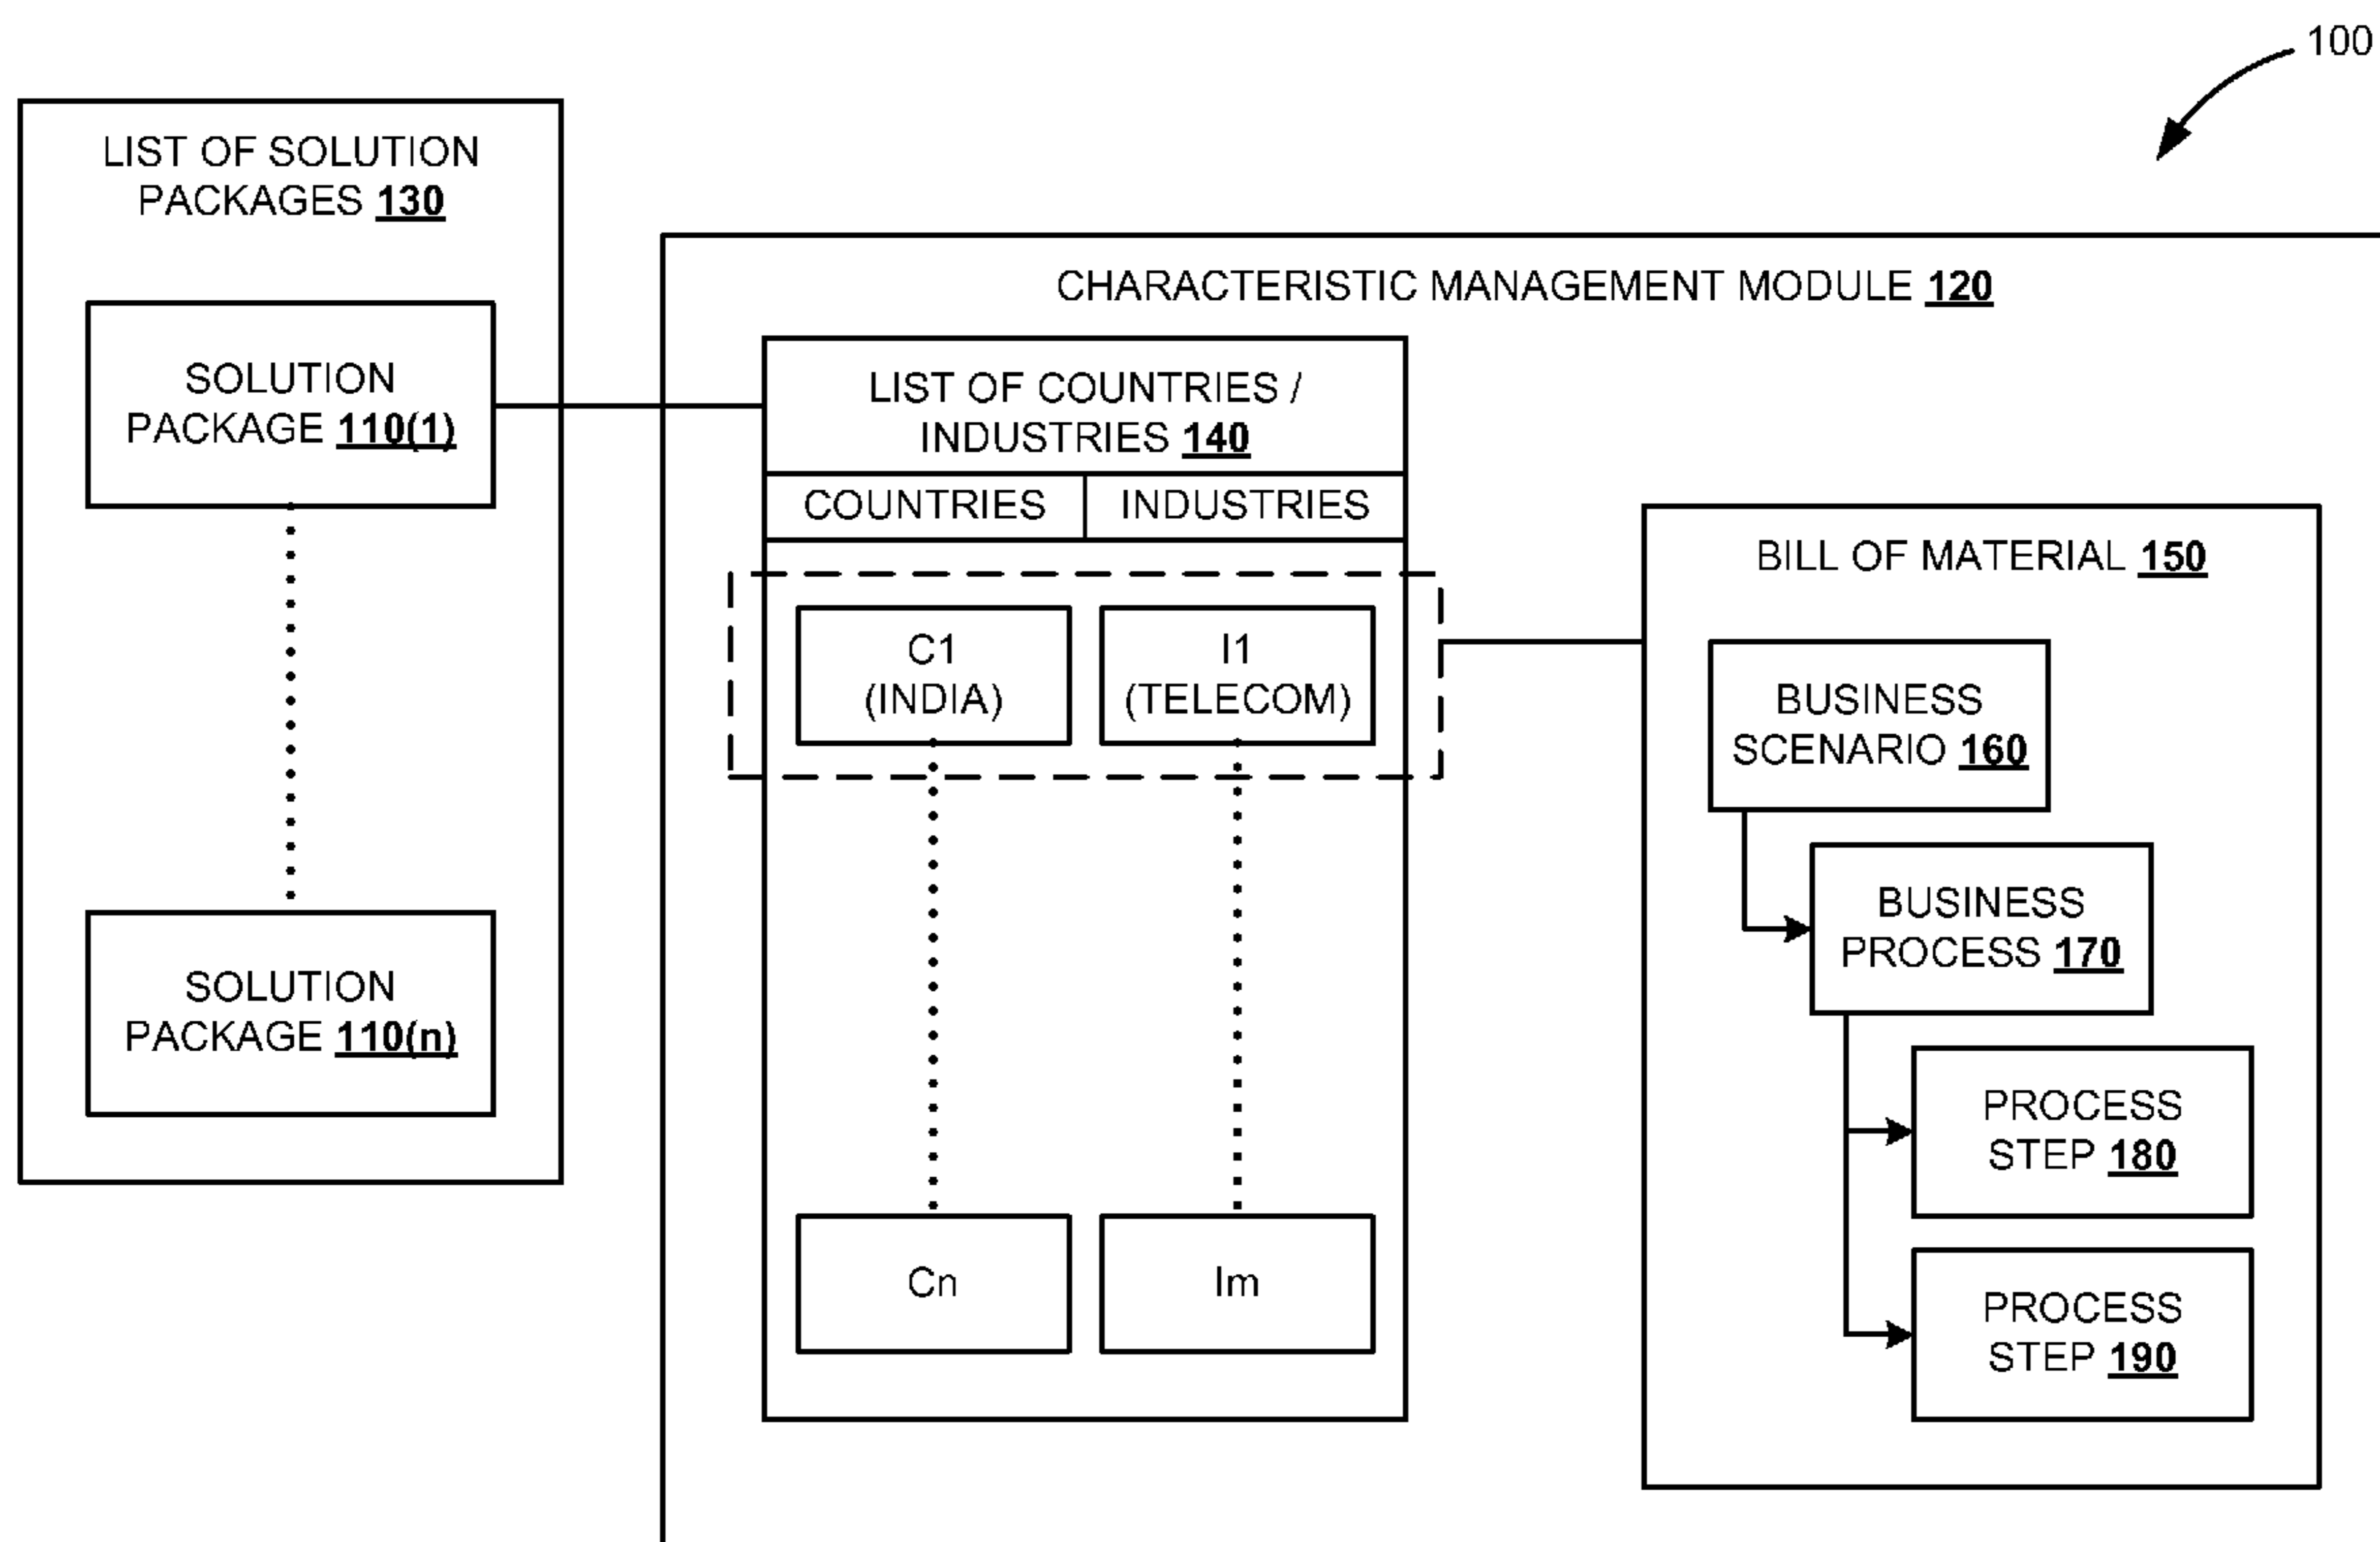 100
LIST OF SOLUTION
PACKAGES 130
SOLUTION
PACKAGE 110(1)
SOLUTION
PACKAGE 110(n)
CHARACTERISTIC MANAGEMENT MODULE 120
LIST OF COUNTRIES /
INDUSTRIES 140
COUNTRIES
INDUSTRIES
C1
(INDIA)
I1
(TELECOM)
Cn
Im
BILL OF MATERIAL 150
BUSINESS
SCENARIO 160
BUSINESS
PROCESS 170
PROCESS
STEP 180
PROCESS
STEP 190